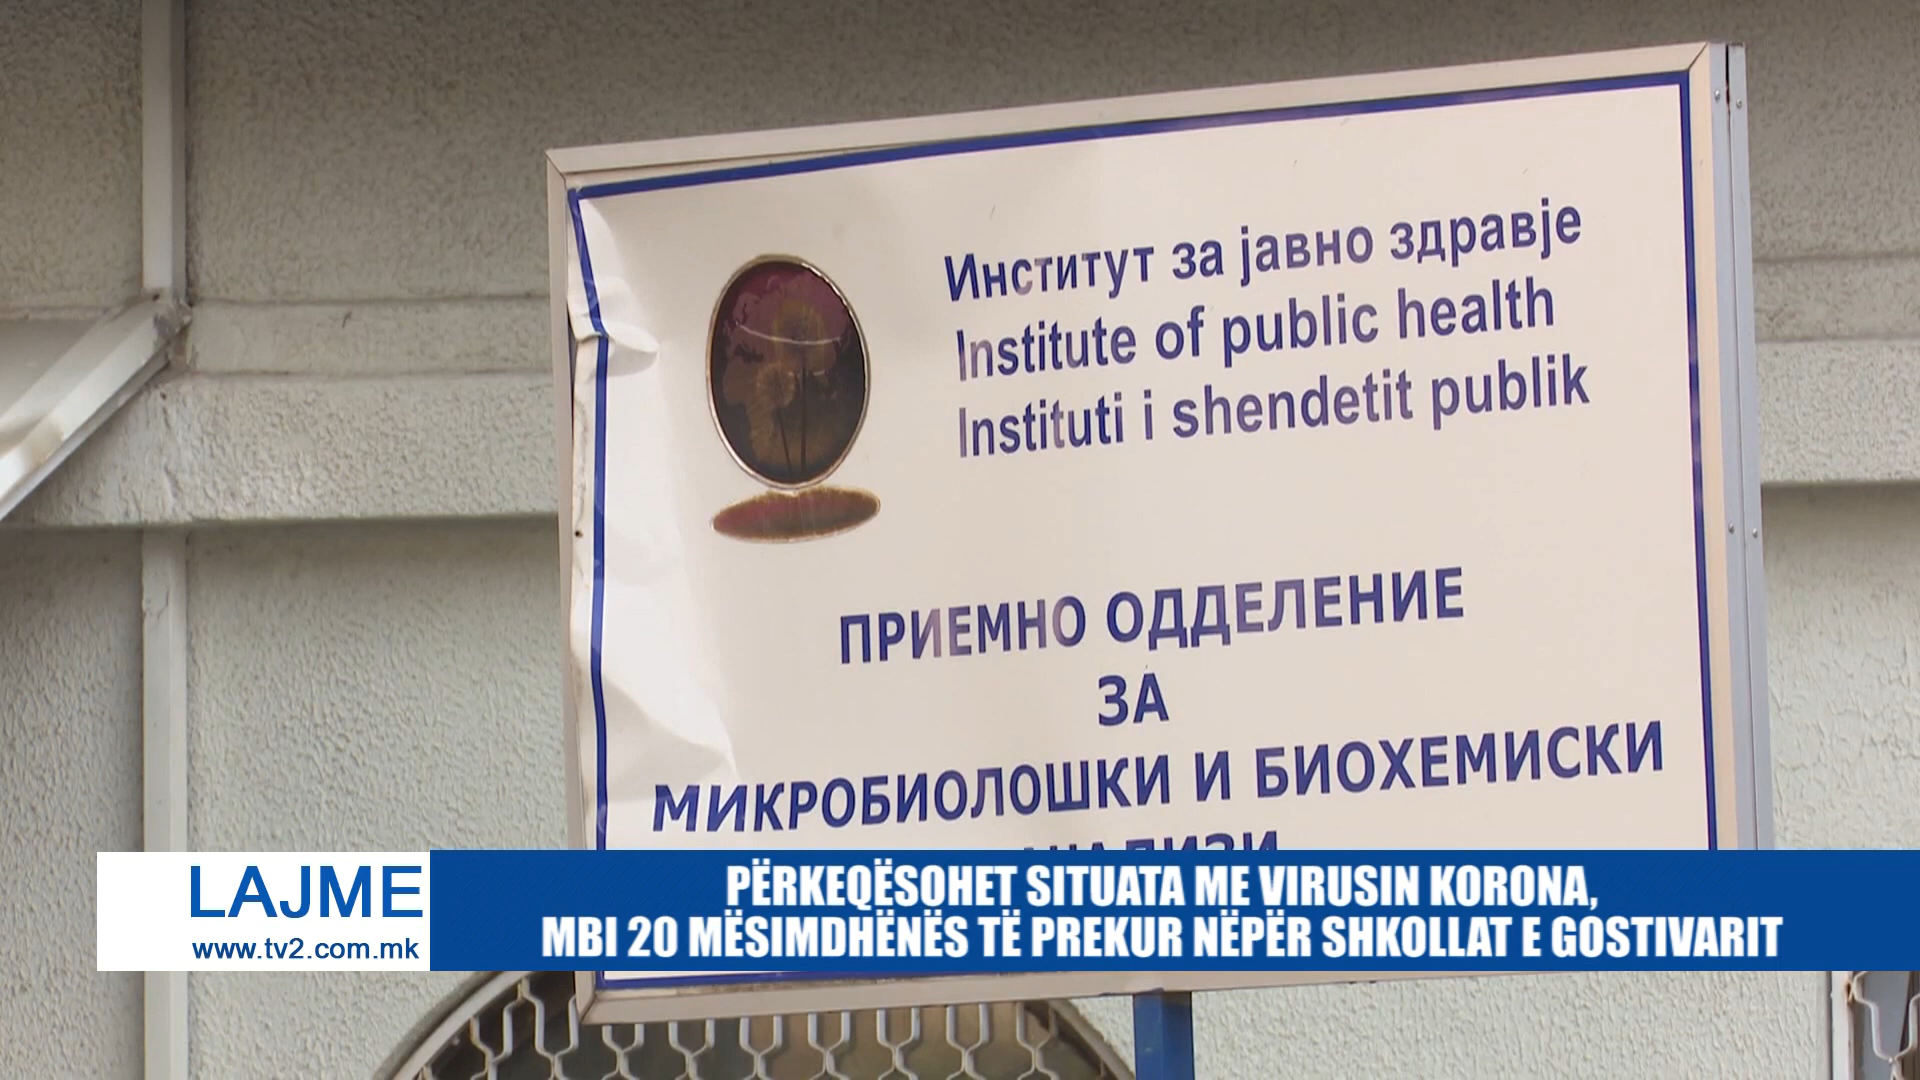 Институт за јавно здравје
Institute of public health
Instituti i shendetit publik
ПРИЕМНО ОДДЕЛЕНИЕ
ЗА
МИКРОБИОЛОШКИ И БИОХЕМИСКИ
АНАЛИЗИ
LAJME
www.tv2.com.mk
PËRKEQËSOHET SITUATA ME VIRUSIN KORONA,
MBI 20 MËSIMDHËNËS TË PREKUR NËPËR SHKOLLAT E GOSTIVARIT